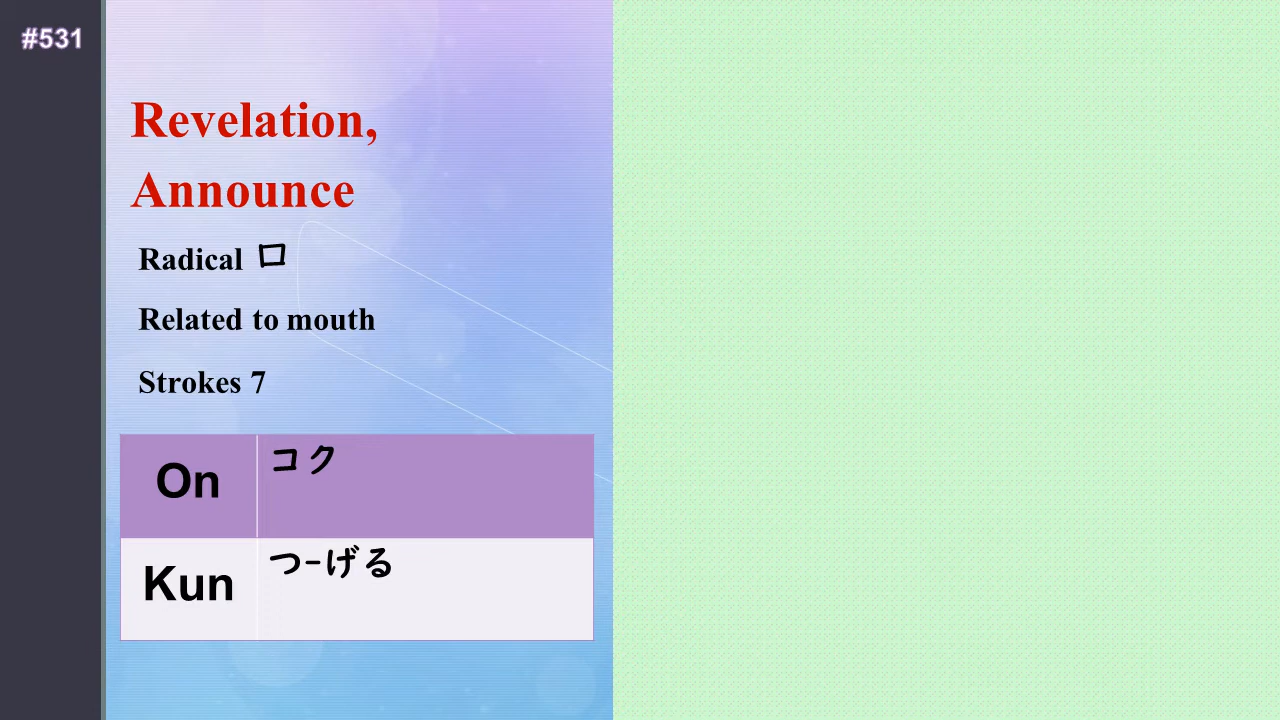 #531
Revelation,
Announce
Radical 口
Related to mouth
Strokes 7
On コク
Kun つ-げる